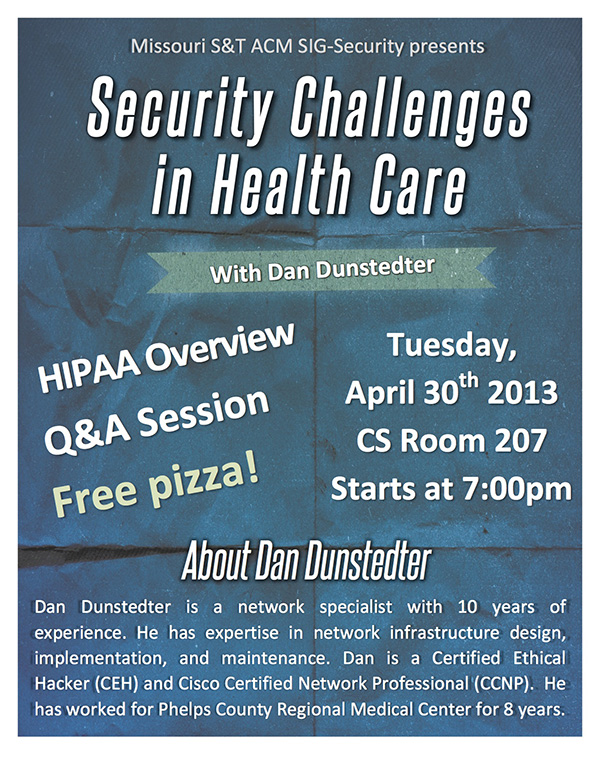 Missouri S&T ACM SIG-Security presents
Security Challenges
in Health Care
With Dan Dunstedter
HIPAA Overview
Q&A Session
Free pizza!
Tuesday,
April 30th 2013
CS Room 207
Starts at 7:00pm
About Dan Dunstedter
Dan Dunstedter is a network specialist with 10 years of
experience. He has expertise in network infrastructure design,
implementation, and maintenance. Dan is a Certified Ethical
Hacker (CEH) and Cisco Certified Network Professional (CCNP). He
has worked for Phelps County Regional Medical Center for 8 years.